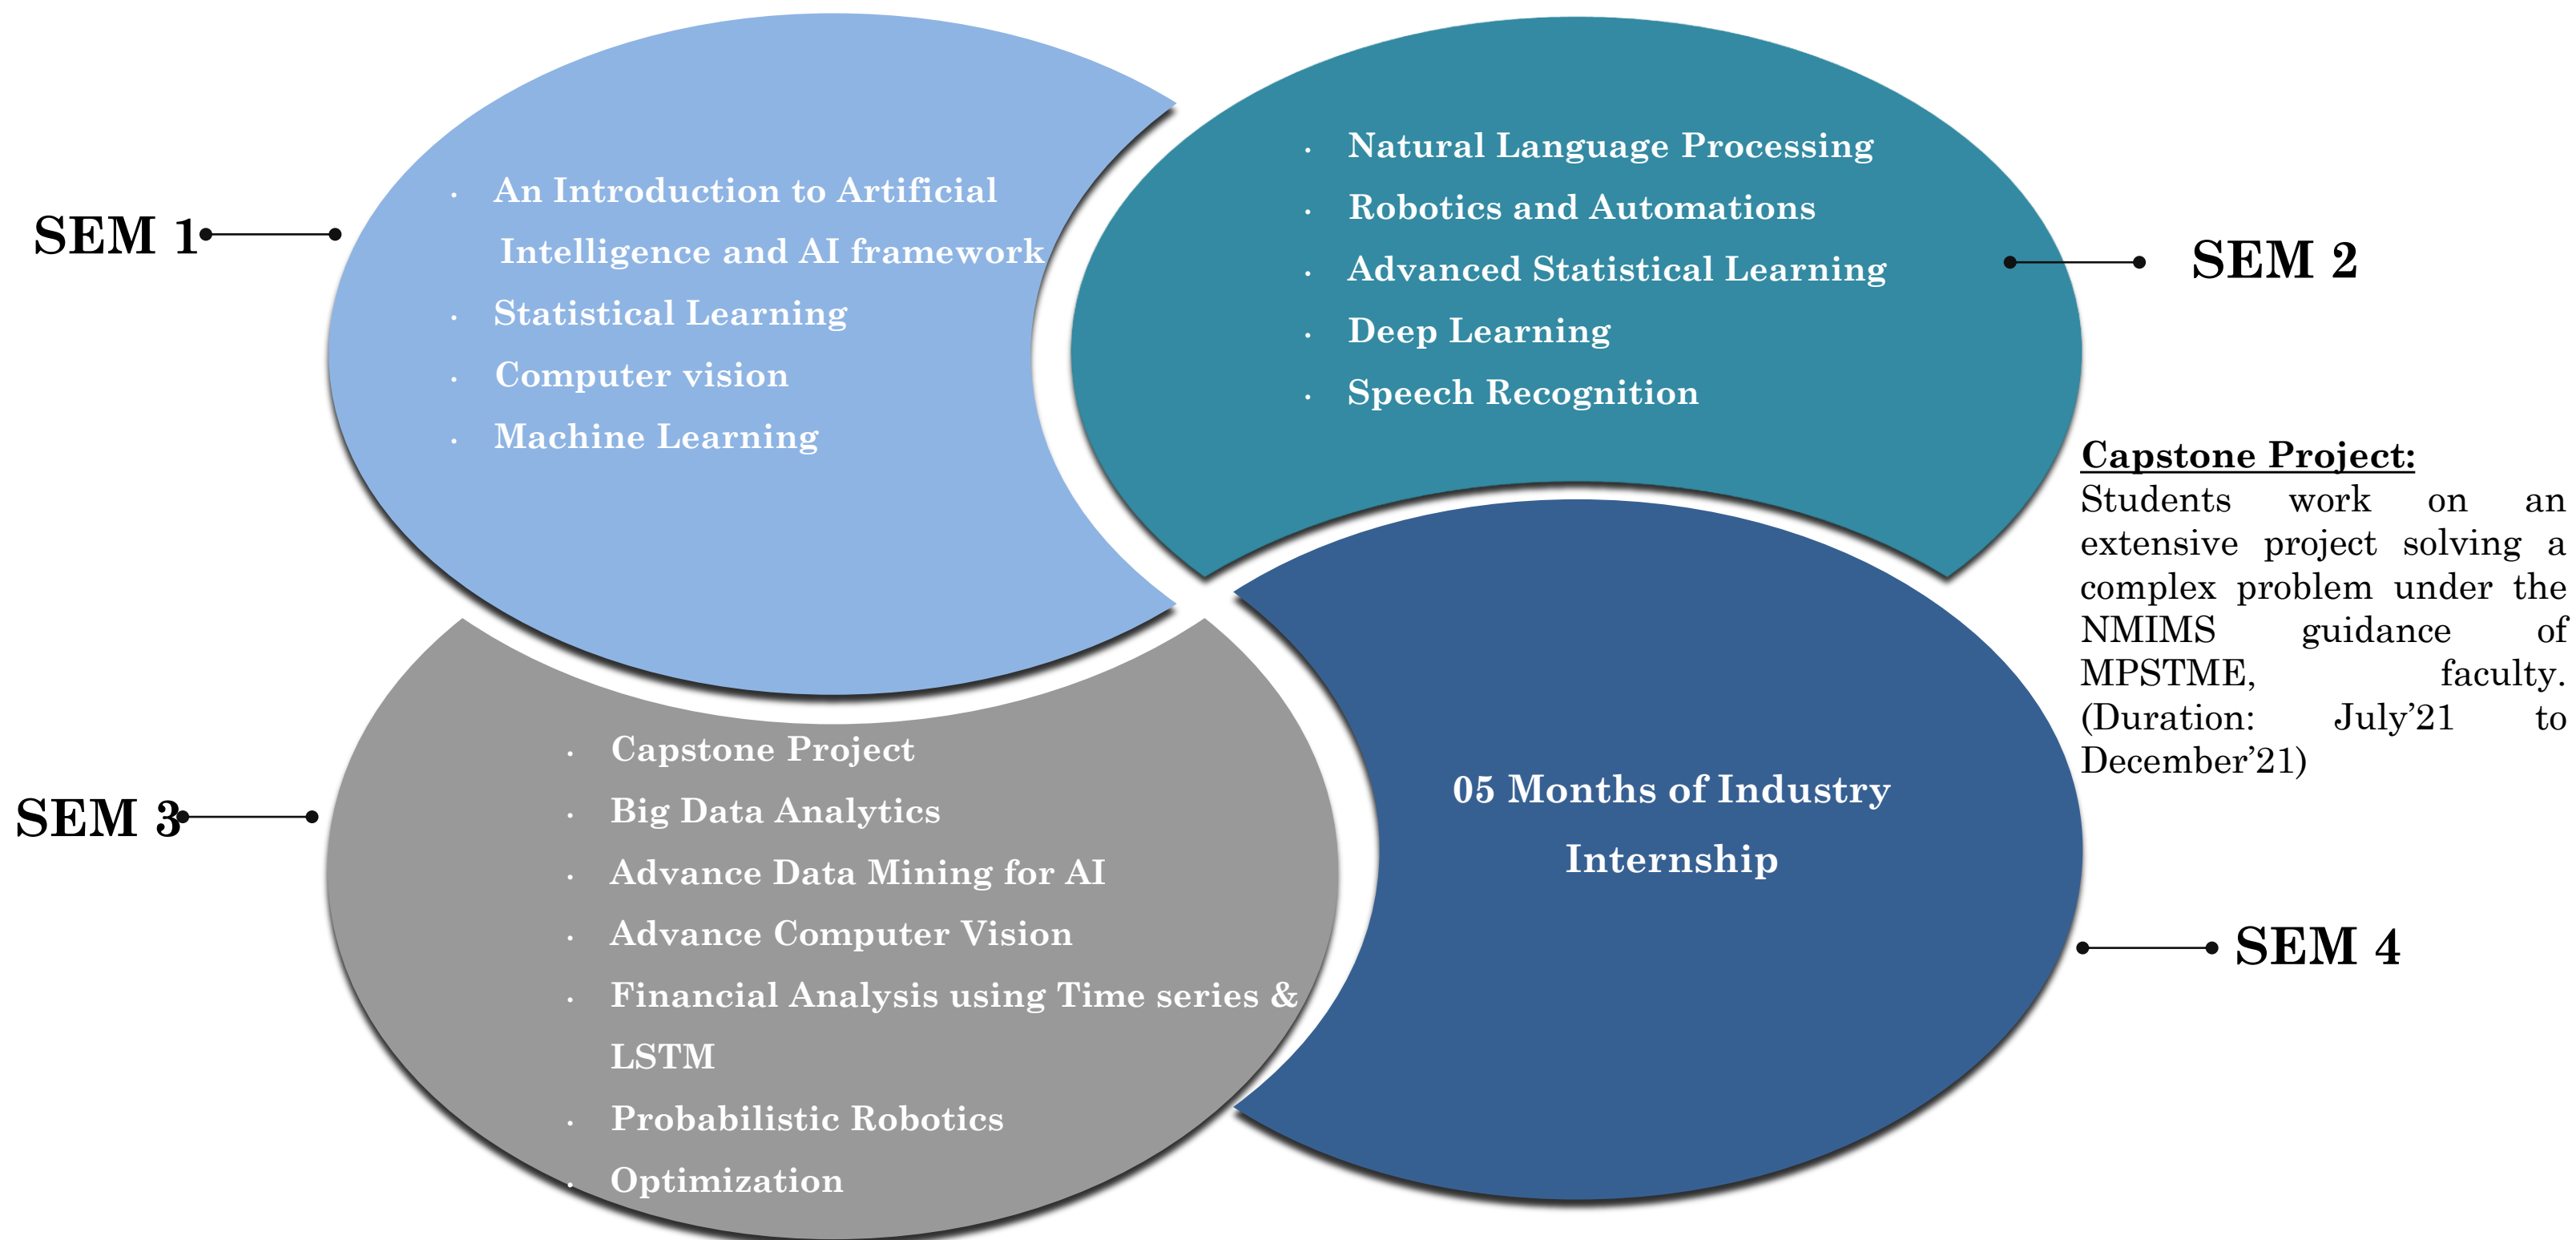 SEM 1
· An Introduction to Artificial
Intelligence and AI framework
· Statistical Learning
· Computer vision
· Machine Learning
· Natural Language Processing
· Robotics and Automations
· Advanced Statistical Learning
· Deep Learning
· Speech Recognition
SEM 2
Capstone Project:
Students work on an
extensive project solving a
complex problem under the
NMIMS guidance of
MPSTME, faculty.
(Duration: July’21 to
December’21)
SEM 3
· Capstone Project
· Big Data Analytics
· Advance Data Mining for AI
· Advance Computer Vision
· Financial Analysis using Time series &
LSTM
· Probabilistic Robotics
· Optimization
05 Months of Industry
Internship
SEM 4